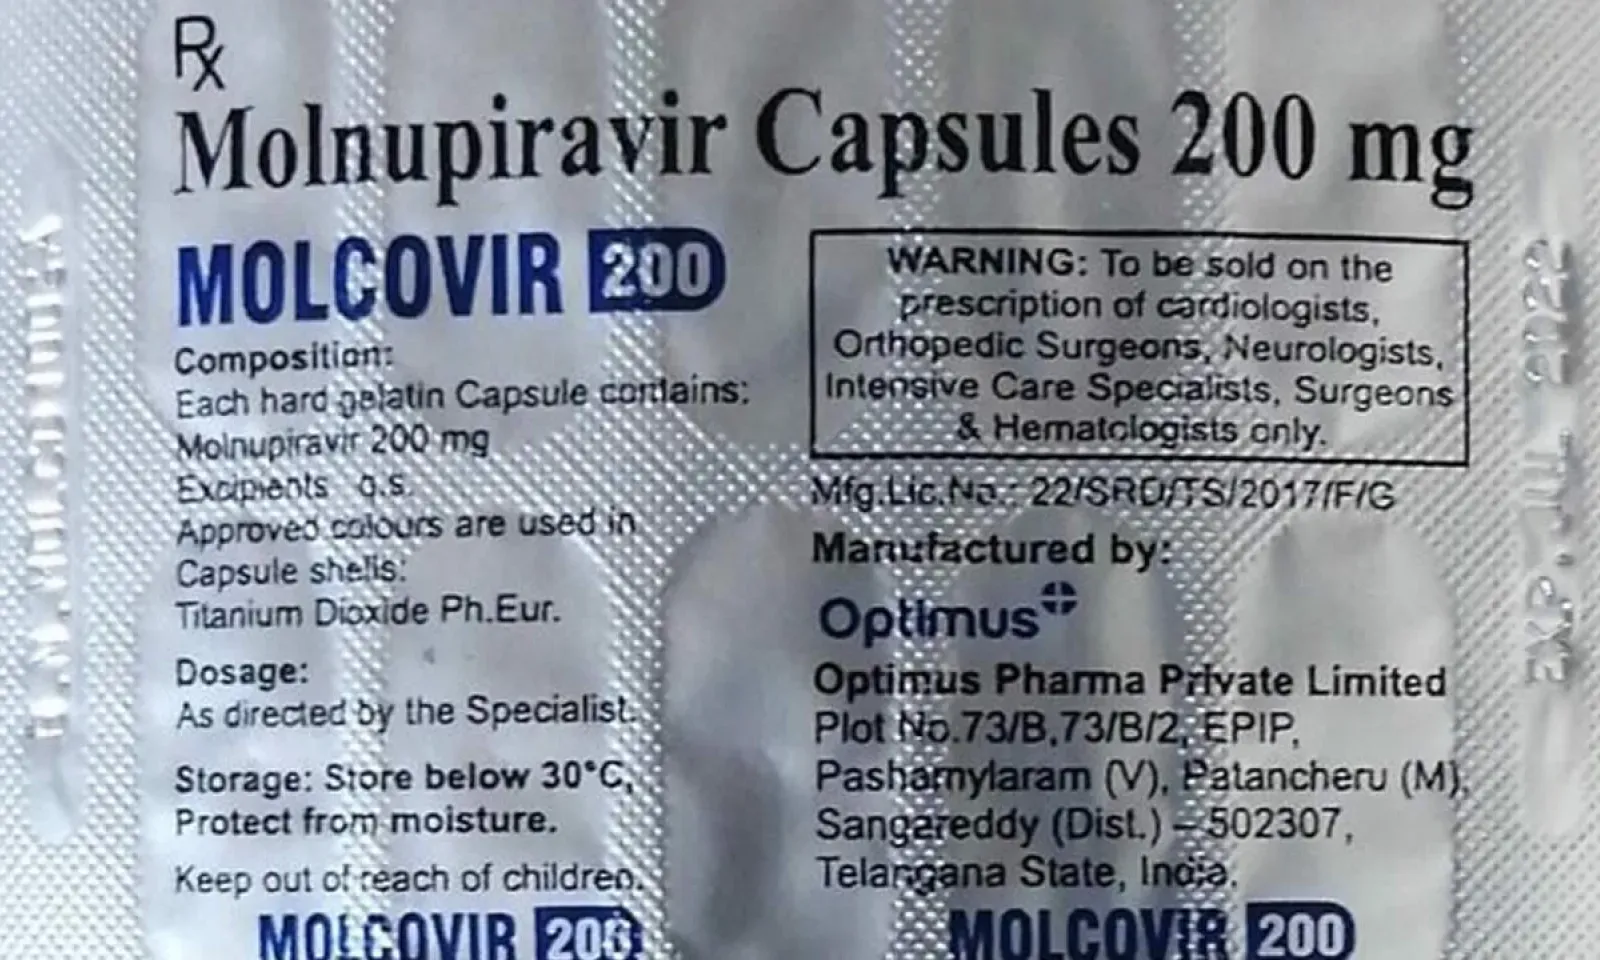 Rx
Molnupiravir Capsules 200 mg
MOLCOVIR 200
Composition:
Each hard gelatin Capsule contains:
Molnupiravir 200 mg
Excipients q.s.
Approved colours are used in
Capsule shells:
Titanium Dioxide Ph.Eur.
Dosage:
As directed by the Specialist.
Storage: Store below 30°C,
Protect from moisture.
Keep out of reach of children.
WARNING: To be sold on the
prescription of cardiologists,
Orthopedic Surgeons, Neurologists,
Intensive Care Specialists, Surgeons
& Hematologists only.
Mfg.Lic.No.: 22/SRD/TS/2017/F/G
Manufactured by:
Optimus
Optimus Pharma Private Limited
Plot No.73/B,73/B/2, EPIP,
Pashamylaram (V), Patancheru (M),
Sangareddy (Dist.) – 502307,
Telangana State, India.
MOLCOVIR 200
MOLCOVIR 200